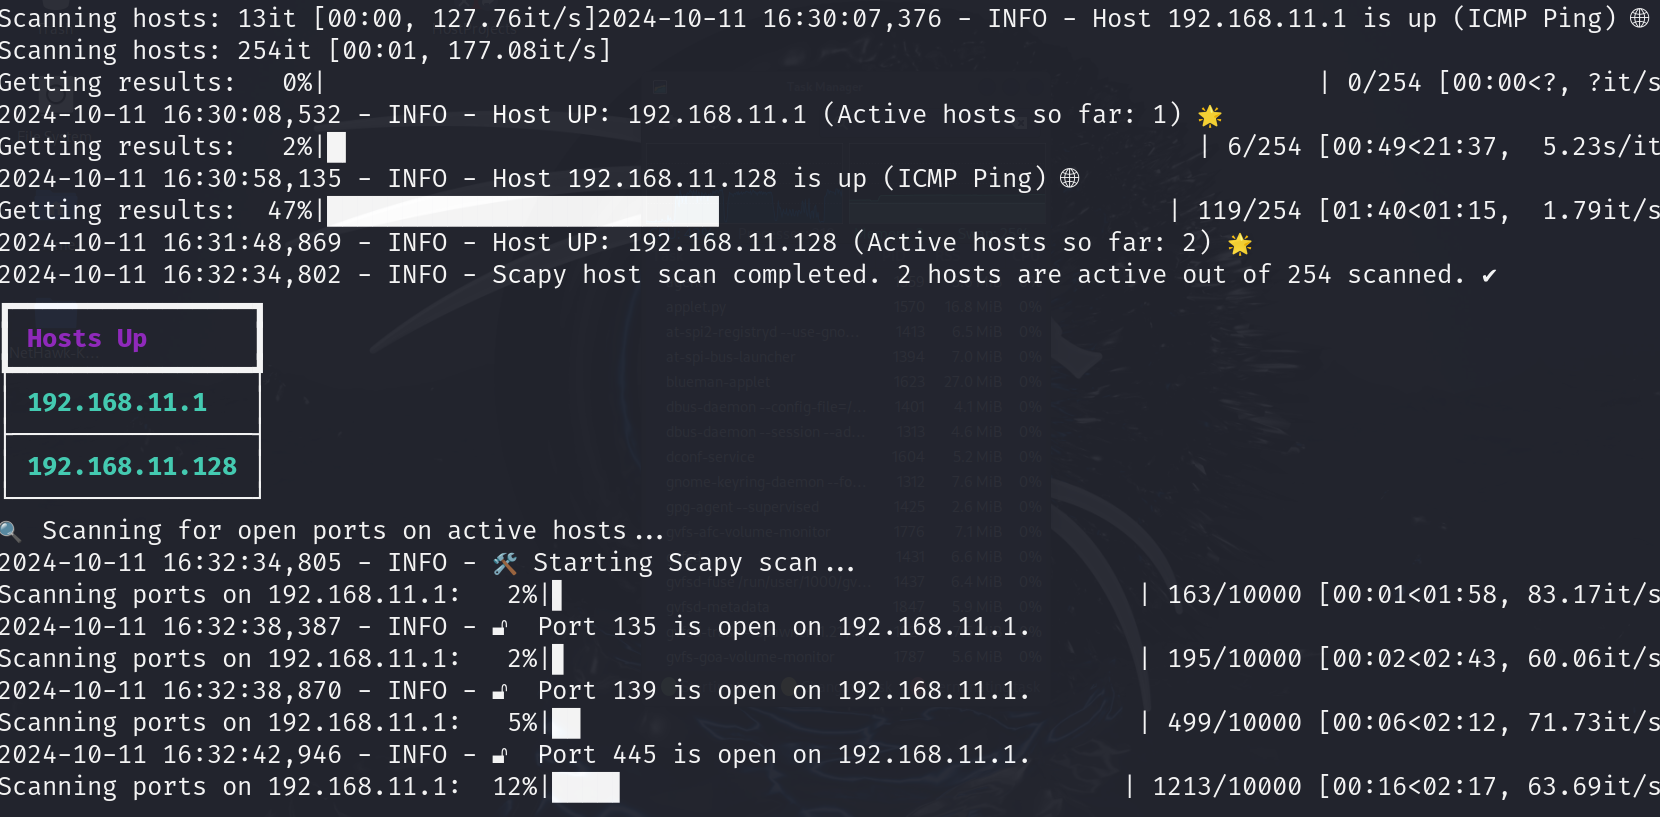 Scanning hosts: 13it [00:00, 127.76it/s]2024-10-11 16:30:07,376 - INFO - Host 192.168.11.1 is up (ICMP Ping) 🌐
Scanning hosts: 254it [00:01, 177.08it/s]
Getting results:   0%|          | 0/254 [00:00<?, ?it/s
2024-10-11 16:30:08,532 - INFO - Host UP: 192.168.11.1 (Active hosts so far: 1) 🌟
Getting results:   2%|█         | 6/254 [00:49<21:37,  5.23s/it
2024-10-11 16:30:58,135 - INFO - Host 192.168.11.128 is up (ICMP Ping) 🌐
Getting results:  47%|████      | 119/254 [01:40<01:15,  1.79it/s
2024-10-11 16:31:48,869 - INFO - Host UP: 192.168.11.128 (Active hosts so far: 2) 🌟
2024-10-11 16:32:34,802 - INFO - Scapy host scan completed. 2 hosts are active out of 254 scanned. ✔
Hosts Up
192.168.11.1
192.168.11.128
🔍 Scanning for open ports on active hosts...
2024-10-11 16:32:34,805 - INFO - 🛠 Starting Scapy scan...
Scanning ports on 192.168.11.1:   2%|█         | 163/10000 [00:01<01:58, 83.17it/s
2024-10-11 16:32:38,387 - INFO - 🔓 Port 135 is open on 192.168.11.1.
Scanning ports on 192.168.11.1:   2%|█         | 195/10000 [00:02<02:43, 60.06it/s
2024-10-11 16:32:38,870 - INFO - 🔓 Port 139 is open on 192.168.11.1.
Scanning ports on 192.168.11.1:   5%|█         | 499/10000 [00:06<02:12, 71.73it/s
2024-10-11 16:32:42,946 - INFO - 🔓 Port 445 is open on 192.168.11.1.
Scanning ports on 192.168.11.1:  12%|█         | 1213/10000 [00:16<02:17, 63.69it/s